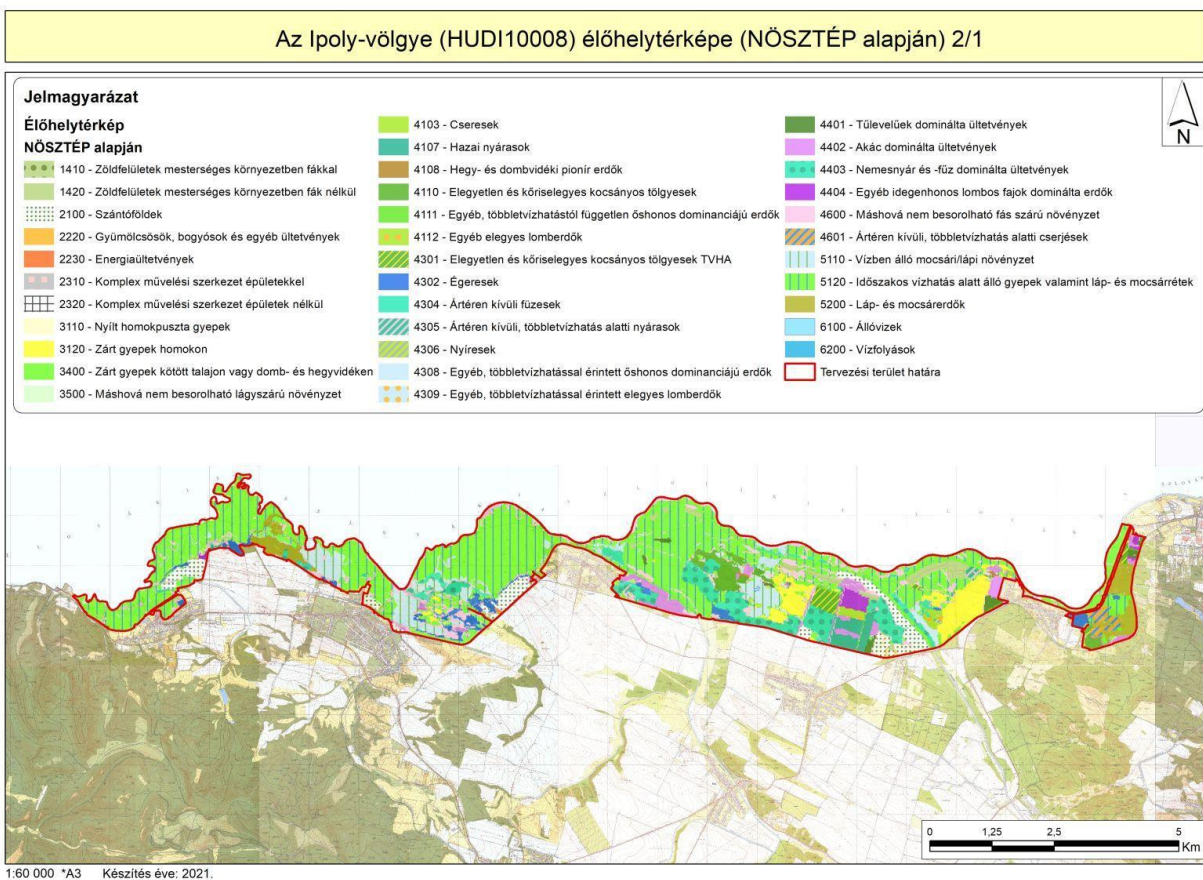 Az Ipoly-völgye (HUDI10008) élőhelytérképe (NÖSZTÉP alapján) 2/1
Jelmagyarázat
Élőhelytérkép
NÖSZTÉP alapján
1410 - Zöldfelületek mesterséges környezetben fákkal
1420 - Zöldfelületek mesterséges környezetben fák nélkül
2100 - Szántóföldek
2220 - Gyümölcsösök, bogyósok és egyéb ültetvények
2230 - Energiaültetvények
2310 - Komplex művelési szerkezet épületekkel
2320 - Komplex művelési szerkezet épületek nélkül
3110 - Nyílt homokpuszta gyepek
3120 - Zárt gyepek homokon
3400 - Zárt gyepek kötött talajon vagy domb- és hegyvidéken
3500 - Máshová nem besorolható lágyszárú növényzet
4103 - Cseresek
4107 - Hazai nyárasok
4108 - Hegy- és dombvidéki pionír erdők
4110 - Elegyetlen és kőriselegyes kocsányos tölgyesek
4111 - Egyéb, többletvízhatástól független őshonos dominanciájú erdők
4112 - Egyéb elegyes lomberdők
4301 - Elegyetlen és kőriselegyes kocsányos tölgyesek TVHA
4302 - Égeresek
4304 - Ártéren kívüli füzesek
4305 - Ártéren kívüli, többletvízhatás alatti nyárasok
4306 - Nyíresek
4308 - Egyéb, többletvízhatással érintett őshonos dominanciájú erdők
4309 - Egyéb, többletvízhatással érintett elegyes lomberdők
4401 - Tűlevelűek dominálta ültetvények
4402 - Akác dominálta ültetvények
4403 - Nemesnyár és -fűz dominálta ültetvények
4404 - Egyéb idegenhonos lombos fajok dominálta erdők
4600 - Máshová nem besorolható fás szárú növényzet
4601 - Ártéren kívüli, többletvízhatás alatti cserjések
5110 - Vízben álló mocsári/lápi növényzet
5120 - Időszakos vízhatás alatt álló gyepek valamint láp- és mocsárrétek
5200 - Láp- és mocsárerdők
6100 - Állóvizek
6200 - Vízfolyások
Tervezési terület határa
N
0 1,25 2,5 5
Km
1:60 000 *A3 Készítés éve: 2021.